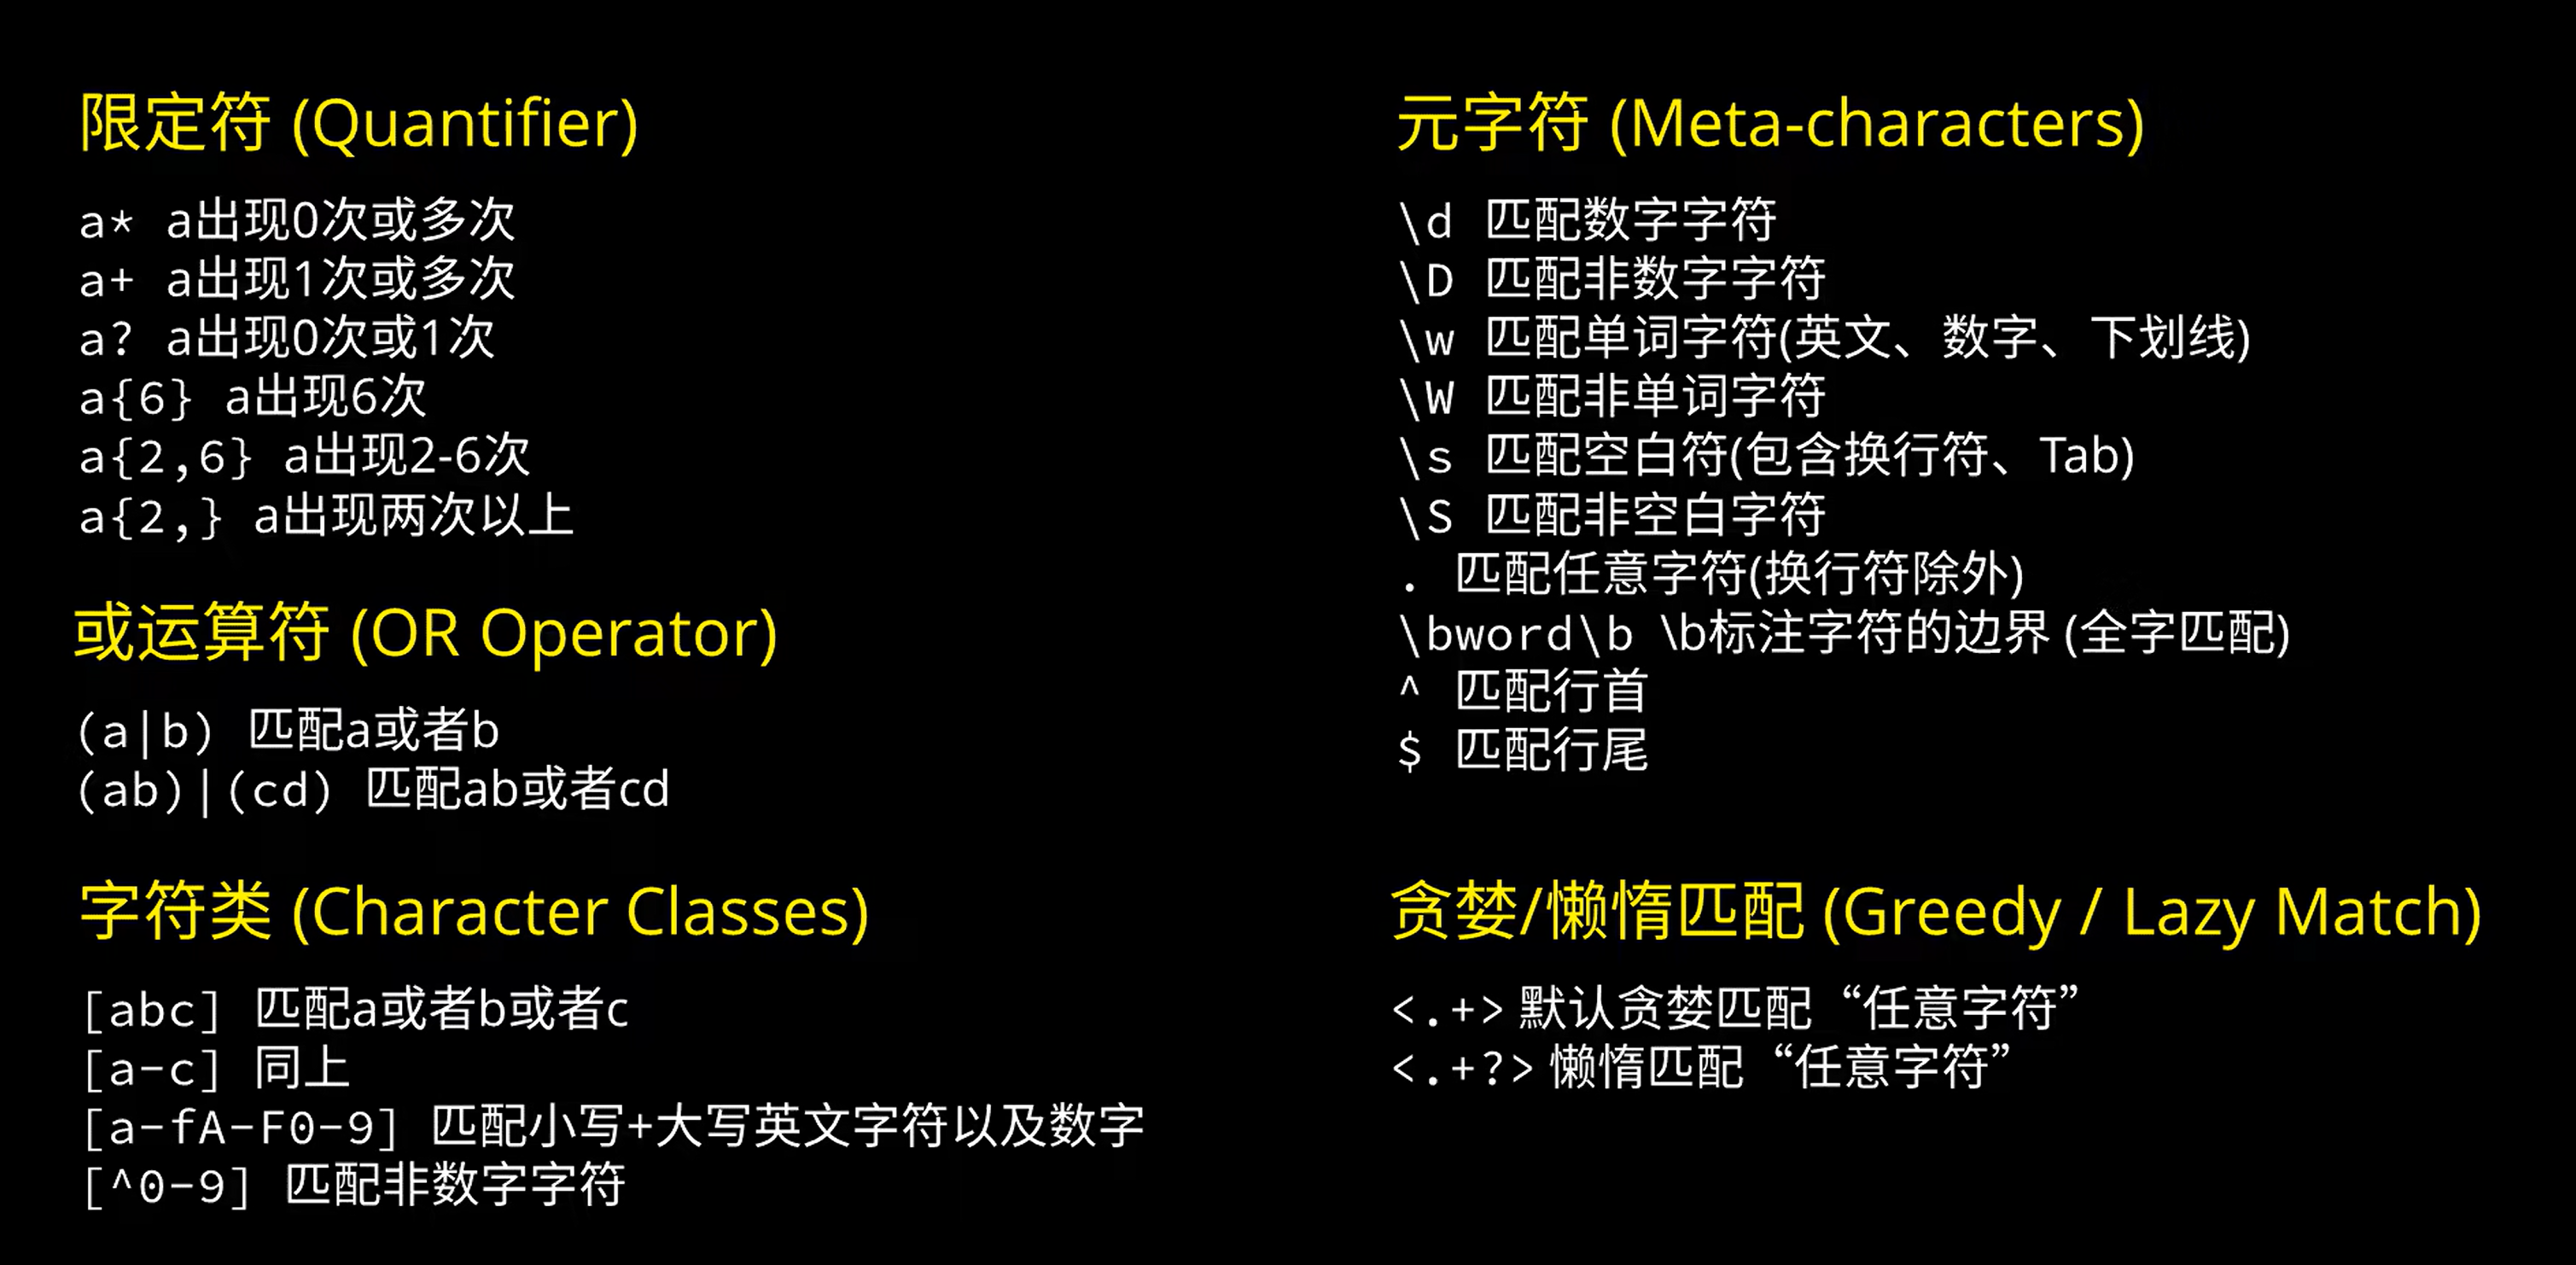 限定符 (Quantifier)
a* a出现0次或多次
a+ a出现1次或多次
a? a出现0次或1次
a{6} a出现6次
a{2,6} a出现2-6次
a{2,} a出现两次以上
或运算符 (OR Operator)
(a|b) 匹配a或者b
(ab)|(cd) 匹配ab或者cd
字符类 (Character Classes)
[abc] 匹配a或者b或者c
[a-c] 同上
[a-fA-F0-9] 匹配小写+大写英文字符以及数字
[^0-9] 匹配非数字字符
元字符 (Meta-characters)
\d 匹配数字字符
\D 匹配非数字字符
\w 匹配单词字符(英文、数字、下划线)
\W 匹配非单词字符
\s 匹配空白符(包含换行符、Tab)
\S 匹配非空白字符
. 匹配任意字符(换行符除外)
\bword\b \b标注字符的边界 (全字匹配)
^ 匹配行首
$ 匹配行尾
贪婪/懒惰匹配 (Greedy / Lazy Match)
<.+> 默认贪婪匹配“任意字符”
<.+?> 懒惰匹配“任意字符”